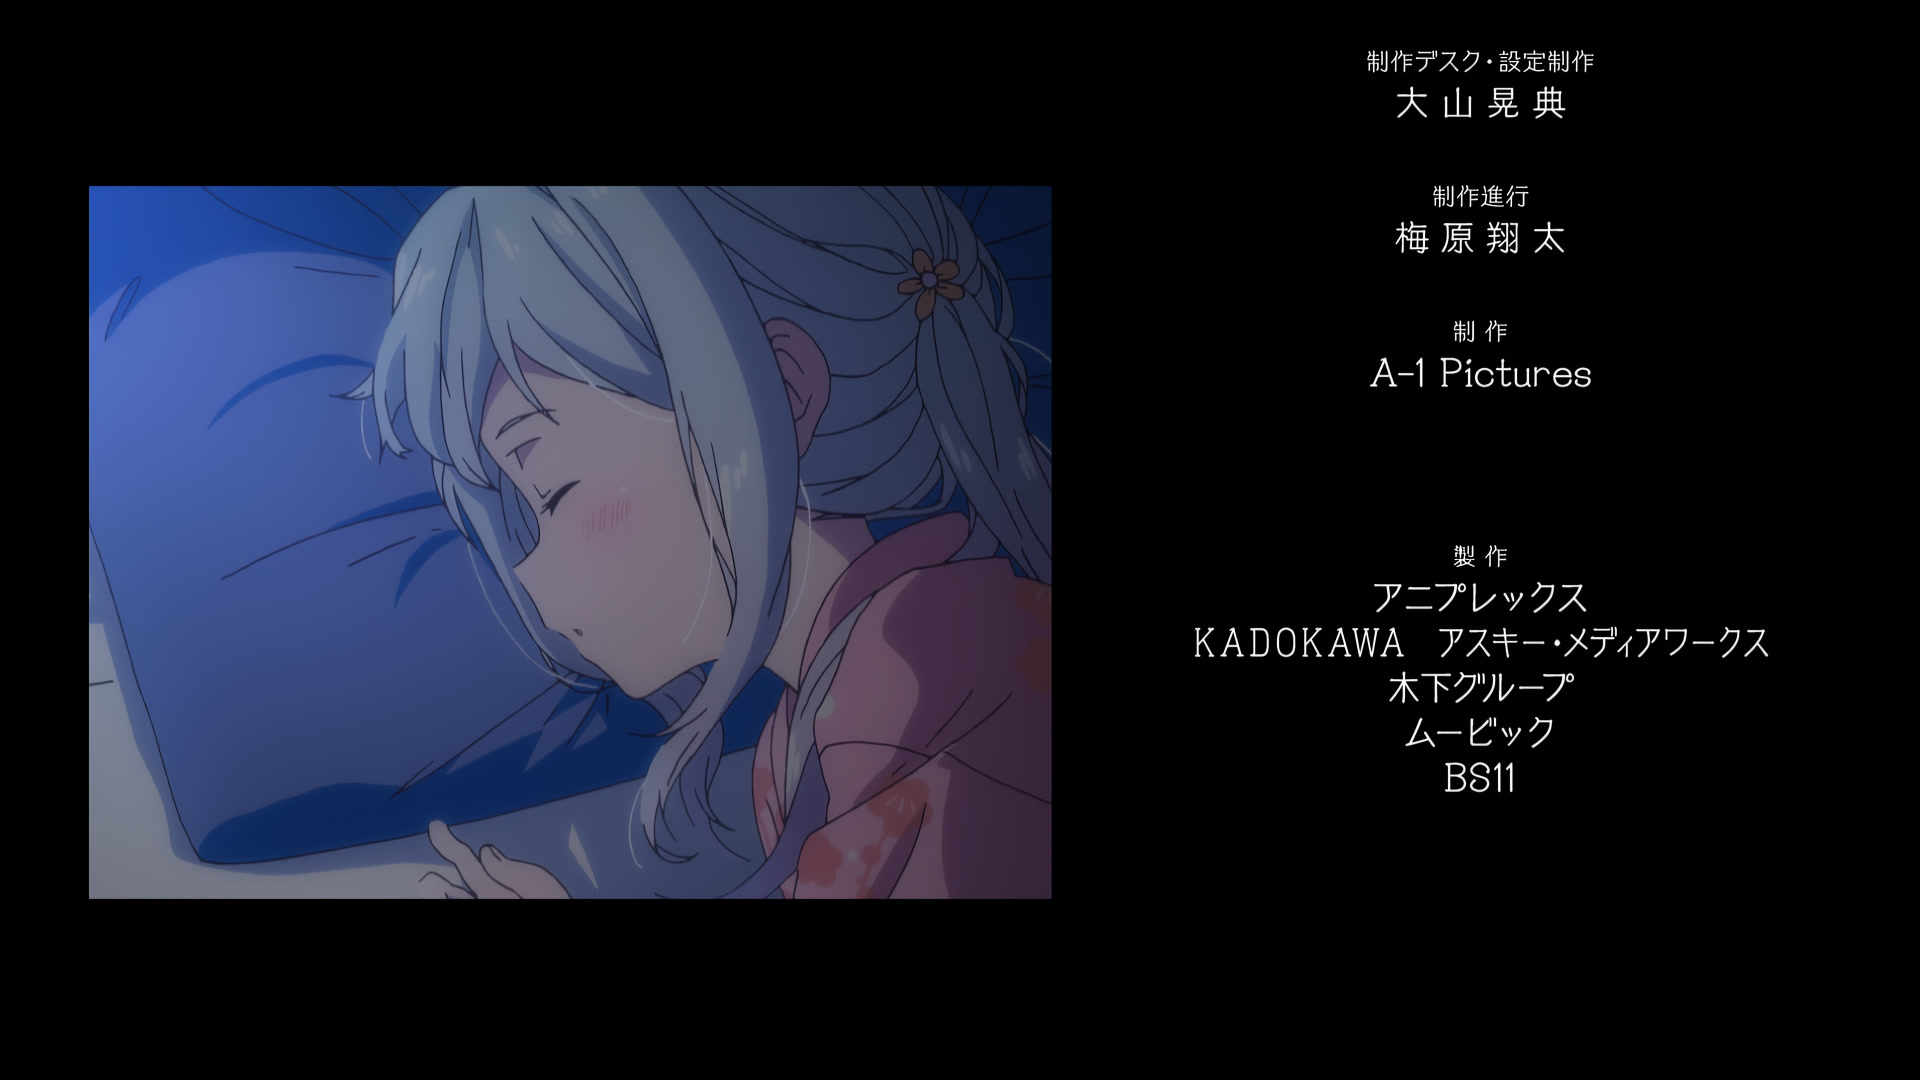 制作デスク・設定制作
大山晃典
制作進行
梅原翔太
制作
A-1 Pictures
製作
アニプレックス
KADOKAWA　アスキー・メディアワークス
木下グループ
ムービック
BS11